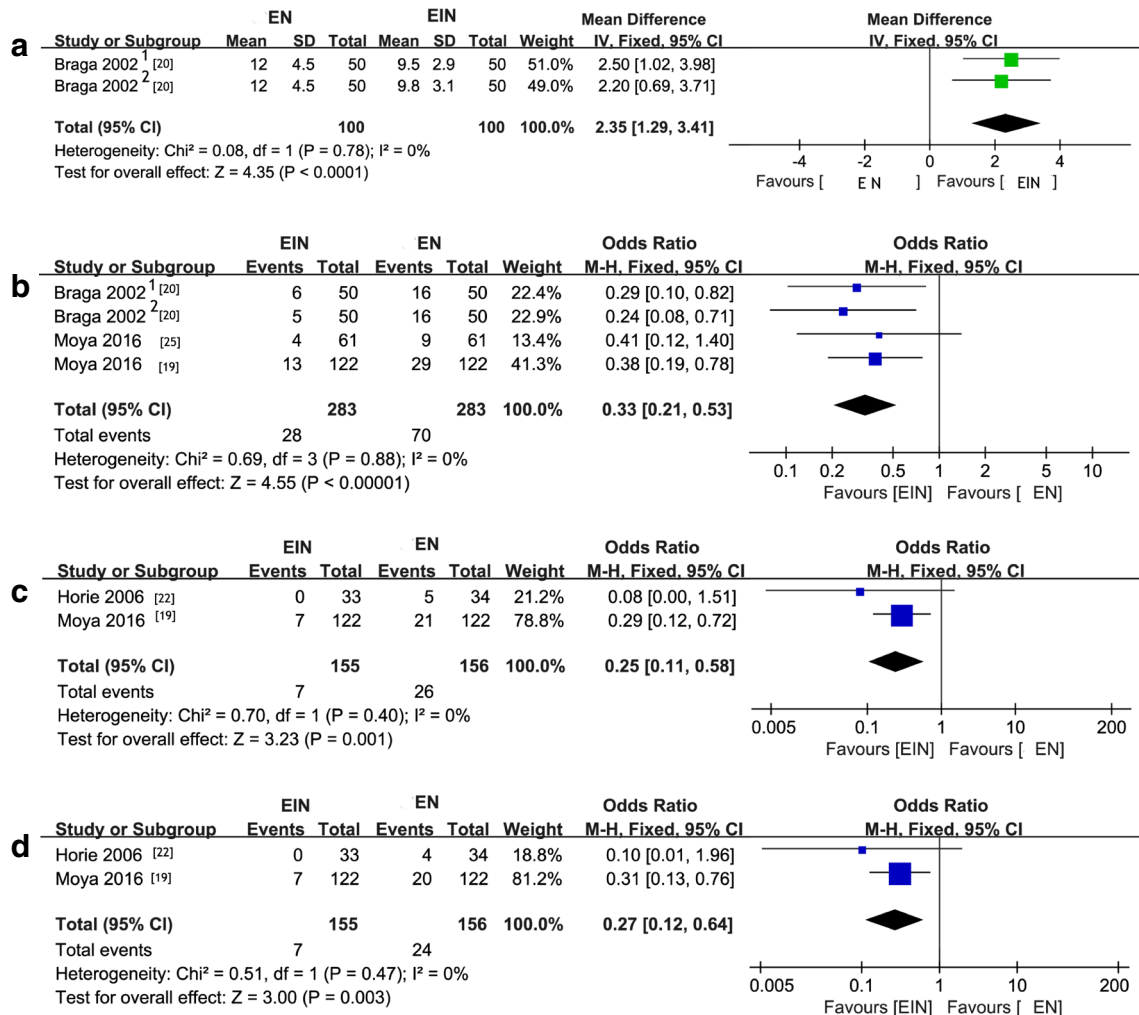 a
EN EIN Mean Difference Mean Difference
Study or Subgroup Mean SD Total Mean SD Total Weight IV, Fixed, 95% CI IV, Fixed, 95% CI
Braga 2002 1 [20] 12 4.5 50 9.5 2.9 50 51.0% 2.50 [1.02, 3.98]
Braga 2002 2 [20] 12 4.5 50 9.8 3.1 50 49.0% 2.20 [0.69, 3.71]
Total (95% CI) 100 100 100.0% 2.35 [1.29, 3.41]
Heterogeneity: Chi² = 0.08, df = 1 (P = 0.78); I² = 0%
Test for overall effect: Z = 4.35 (P < 0.0001)
-4 -2 0 2 4
Favours [ E N ] Favours [ EIN ]
b
EIN EN Odds Ratio Odds Ratio
Study or Subgroup Events Total Events Total Weight M-H, Fixed, 95% CI M-H, Fixed, 95% CI
Braga 2002 1 [20] 6 50 16 50 22.4% 0.29 [0.10, 0.82]
Braga 2002 2 [20] 5 50 16 50 22.9% 0.24 [0.08, 0.71]
Moya 2016 [25] 4 61 9 61 13.4% 0.41 [0.12, 1.40]
Moya 2016 [19] 13 122 29 122 41.3% 0.38 [0.19, 0.78]
Total (95% CI) 283 283 100.0% 0.33 [0.21, 0.53]
Total events 28 70
Heterogeneity: Chi² = 0.69, df = 3 (P = 0.88); I² = 0%
Test for overall effect: Z = 4.55 (P < 0.00001)
0.1 0.2 0.5 1 2 5 10
Favours [EIN] Favours [ EN]
c
EIN EN Odds Ratio Odds Ratio
Study or Subgroup Events Total Events Total Weight M-H, Fixed, 95% CI M-H, Fixed, 95% CI
Horie 2006 [22] 0 33 5 34 21.2% 0.08 [0.00, 1.51]
Moya 2016 [19] 7 122 21 122 78.8% 0.29 [0.12, 0.72]
Total (95% CI) 155 156 100.0% 0.25 [0.11, 0.58]
Total events 7 26
Heterogeneity: Chi² = 0.70, df = 1 (P = 0.40); I² = 0%
Test for overall effect: Z = 3.23 (P = 0.001)
0.005 0.1 1 10 200
Favours [EIN] Favours [ EN]
d
EIN EN Odds Ratio Odds Ratio
Study or Subgroup Events Total Events Total Weight M-H, Fixed, 95% CI M-H, Fixed, 95% CI
Horie 2006 [22] 0 33 4 34 18.8% 0.10 [0.01, 1.96]
Moya 2016 [19] 7 122 20 122 81.2% 0.31 [0.13, 0.76]
Total (95% CI) 155 156 100.0% 0.27 [0.12, 0.64]
Total events 7 24
Heterogeneity: Chi² = 0.51, df = 1 (P = 0.47); I² = 0%
Test for overall effect: Z = 3.00 (P = 0.003)
0.005 0.1 1 10 200
Favours [EIN] Favours [ EN]